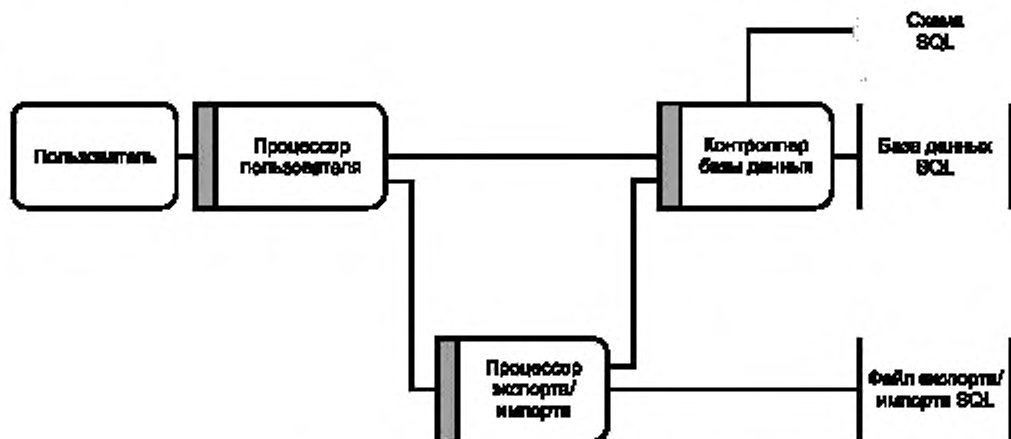 Схема
SQL
Пользователь
Процессор
пользователя
Контроллер
базы данных
База данных
SQL
Процессор
экспорта/
импорта
Файл экспорта/
импорта SQL